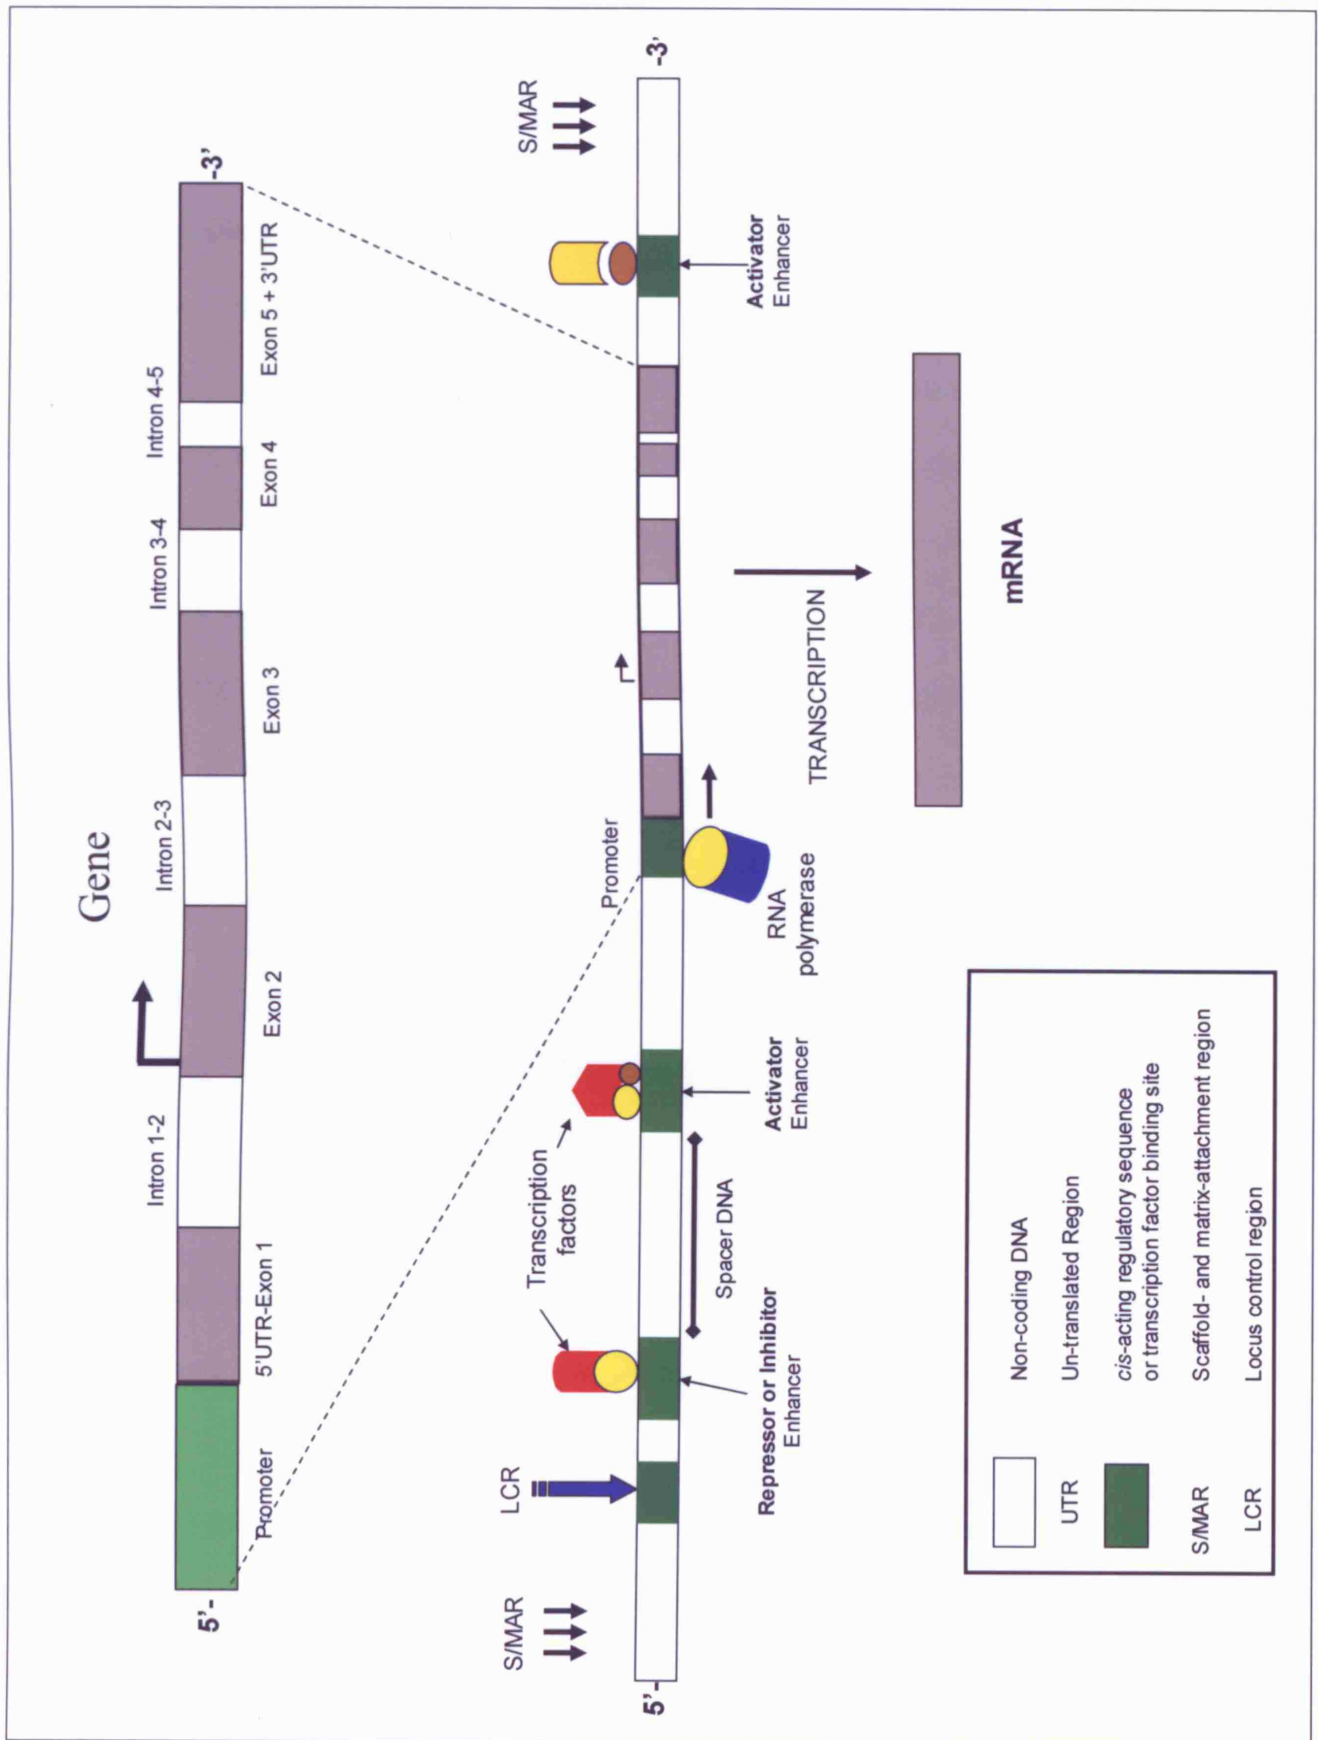 Gene
Intron 1-2
Intron 2-3
Intron 3-4
Intron 4-5
5'-
-3'
Promoter
5'UTR-Exon 1
Exon 2
Exon 3
Exon 4
Exon 5 + 3'UTR
S/MAR
LCR
Transcription
factors
Promoter
S/MAR
5'-
-3'
Repressor or Inhibitor
Enhancer
Spacer DNA
Activator
Enhancer
RNA
polymerase
TRANSCRIPTION
Activator
Enhancer
mRNA
Non-coding DNA
UTR Un-translated Region
cis-acting regulatory sequence
or transcription factor binding site
S/MAR Scaffold- and matrix-attachment region
LCR Locus control region